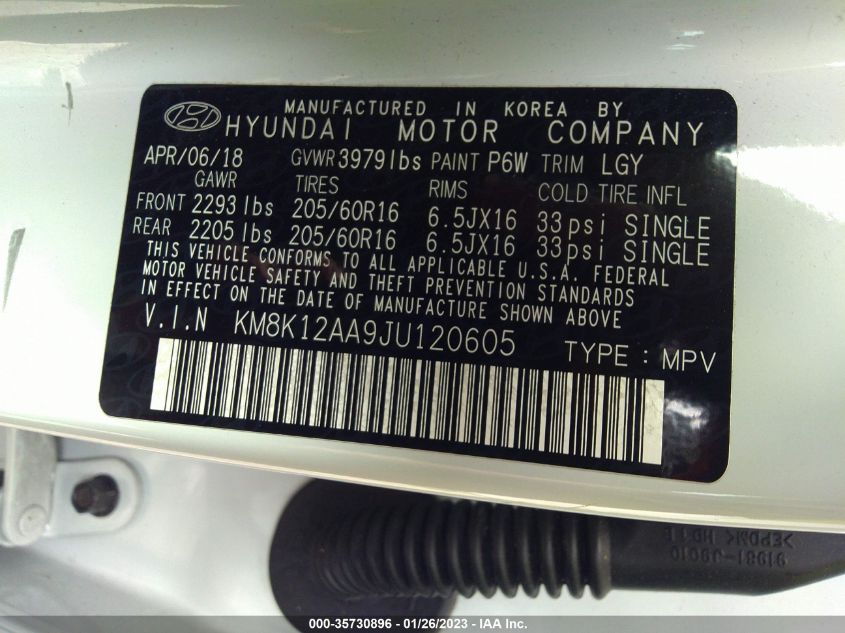 MANUFACTURED IN KOREA BY
HYUNDAI MOTOR COMPANY
APR/06/18 GVWR 3979lbs PAINT P6W TRIM LGY
GAWR TIRES RIMS COLD TIRE INFL
FRONT 2293 lbs 205/60R16 6.5JX16 33psi SINGLE
REAR 2205 lbs 205/60R16 6.5JX16 33psi SINGLE
THIS VEHICLE CONFORMS TO ALL APPLICABLE U.S.A. FEDERAL
MOTOR VEHICLE SAFETY AND THEFT PREVENTION STANDARDS
IN EFFECT ON THE DATE OF MANUFACTURE SHOWN ABOVE
V.I.N KM8K12AA9JU120605 TYPE : MPV
91981-J9010
000-35730896 - 01/26/2023 - IAA Inc.